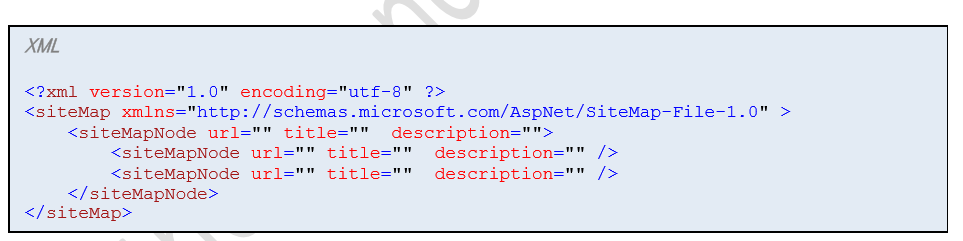 XML
<?xml version="1.0" encoding="utf-8" ?>
<siteMap xmlns="http://schemas.microsoft.com/AspNet/SiteMap-File-1.0" >
    <siteMapNode url="" title=""  description="">
        <siteMapNode url="" title=""  description="" />
        <siteMapNode url="" title=""  description="" />
    </siteMapNode>
</siteMap>